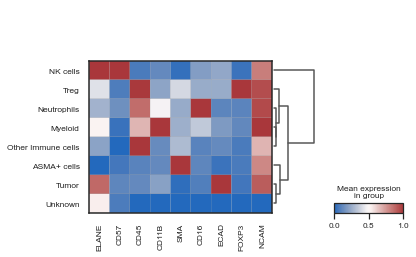 NK cells
Treg
Neutrophils
Myeloid
Other immune cells
ASMA+ cells
Tumor
Unknown
ELANE
CD57
CD45
CD11B
SMA
CD16
ECAD
FOXP3
NCAM
Mean expression
in group
0.0 0.5 1.0